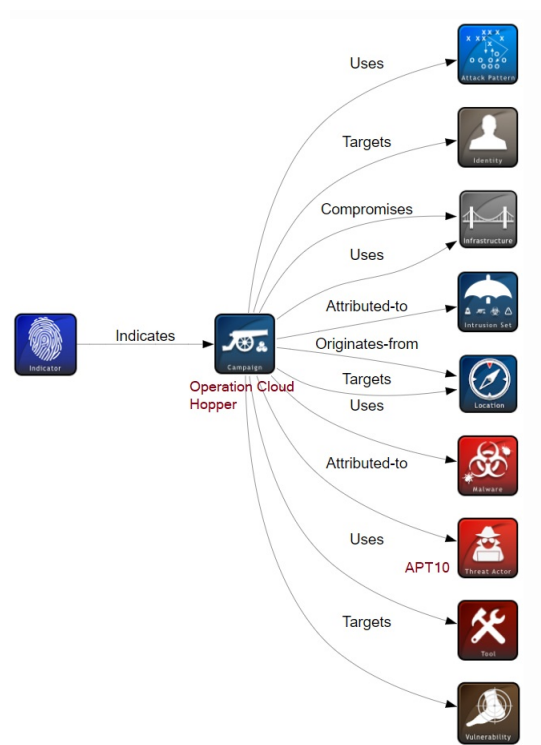 Uses
Attack Pattern
Targets
Identity
Compromises
Infrastructure
Uses
Attributed-to
Intrusion Set
Indicates
Originates-from
Indicator
Campaign
Operation Cloud
Hopper
Targets
Location
Uses
Attributed-to
Malware
Uses
APT10
Threat Actor
Targets
Tool
Vulnerability